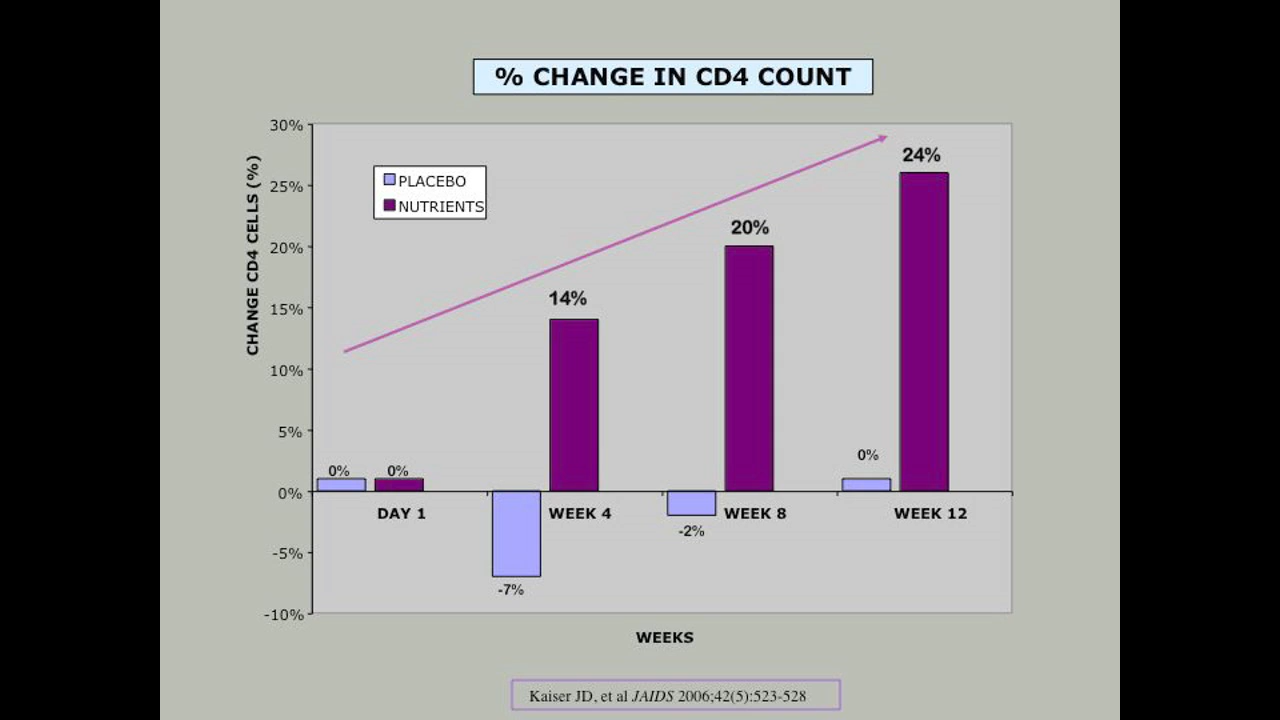 % CHANGE IN CD4 COUNT
30%
25%
20%
15%
10%
5%
0%
-5%
-10%
CHANGE CD4 CELLS (%)
PLACEBO
NUTRIENTS
0%
0%
14%
-7%
20%
-2%
24%
0%
DAY 1
WEEK 4
WEEK 8
WEEK 12
WEEKS
Kaiser JD, et al JAIDS 2006;42(5):523-528